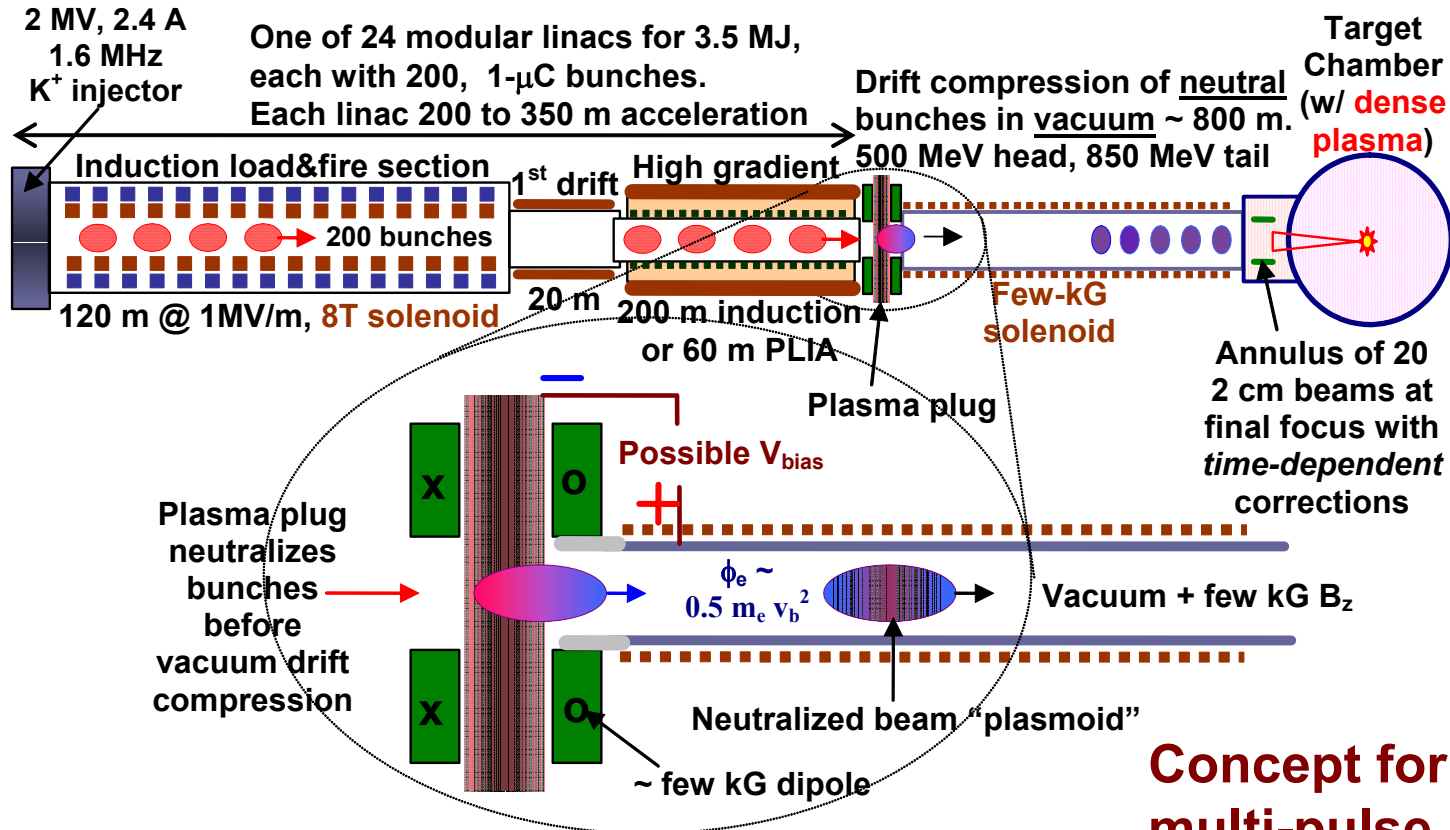 2 MV, 2.4 A
1.6 MHz
K+ injector
One of 24 modular linacs for 3.5 MJ,
each with 200, 1-μC bunches.
Each linac 200 to 350 m acceleration
Drift compression of neutral
bunches in vacuum ~ 800 m.
500 MeV head, 850 MeV tail
Target
Chamber
(w/ dense
plasma)
Induction load&fire section
1st drift
High gradient
200 bunches
120 m @ 1MV/m, 8T solenoid
20 m
200 m induction
or 60 m PLIA
Few-kG
solenoid
Plasma plug
Annulus of 20
2 cm beams at
final focus with
time-dependent
corrections
–
Possible Vbias
+
X
O
Plasma plug
neutralizes
bunches
before
vacuum drift
compression
ϕe ~
0.5 me vb2
Vacuum + few kG Bz
X
O
Neutralized beam “plasmoid”
~ few kG dipole
Concept for
multi-pulse